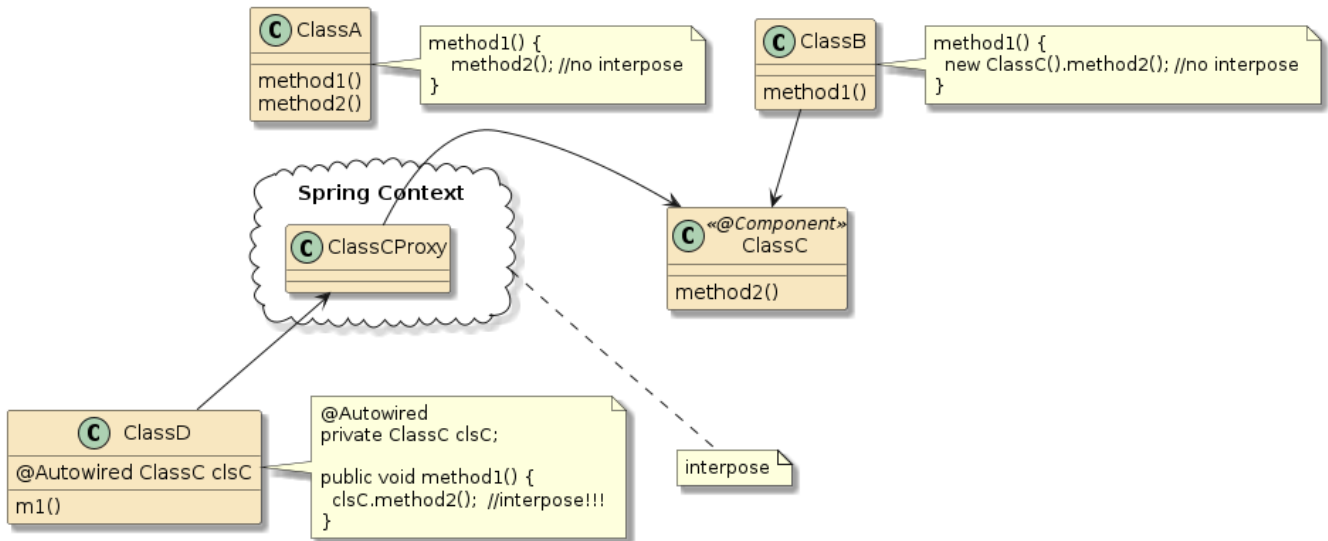 C ClassA
method1()
method2()
method1() {
method2(); //no interpose
}
C ClassB
method1()
method1() {
new ClassC().method2(); //no interpose
}
Spring Context
C ClassCProxy
C «@Component»
ClassC
method2()
C ClassD
@Autowired ClassC clsC
m1()
@Autowired
private ClassC clsC;
public void method1() {
clsC.method2();  //interpose!!!
}
interpose